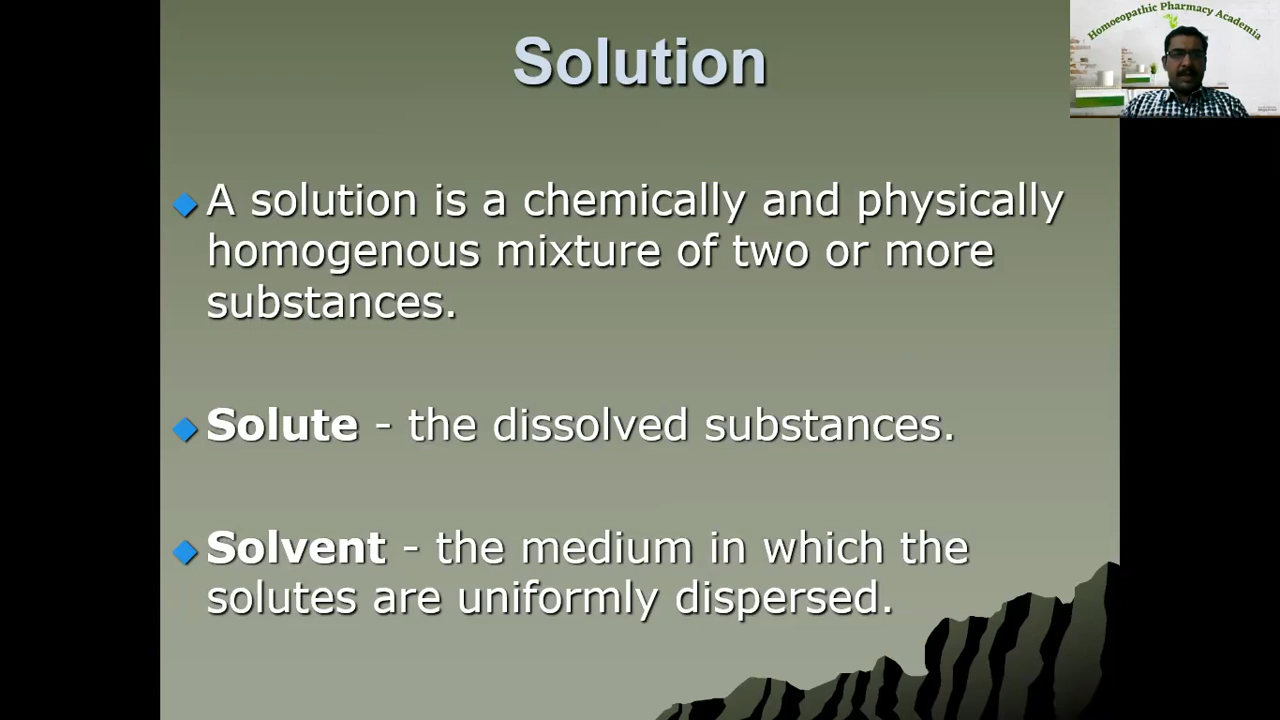 Solution
Homoeopathic Pharmacy Academia
A solution is a chemically and physically
homogenous mixture of two or more
substances.
Solute - the dissolved substances.
Solvent - the medium in which the
solutes are uniformly dispersed.